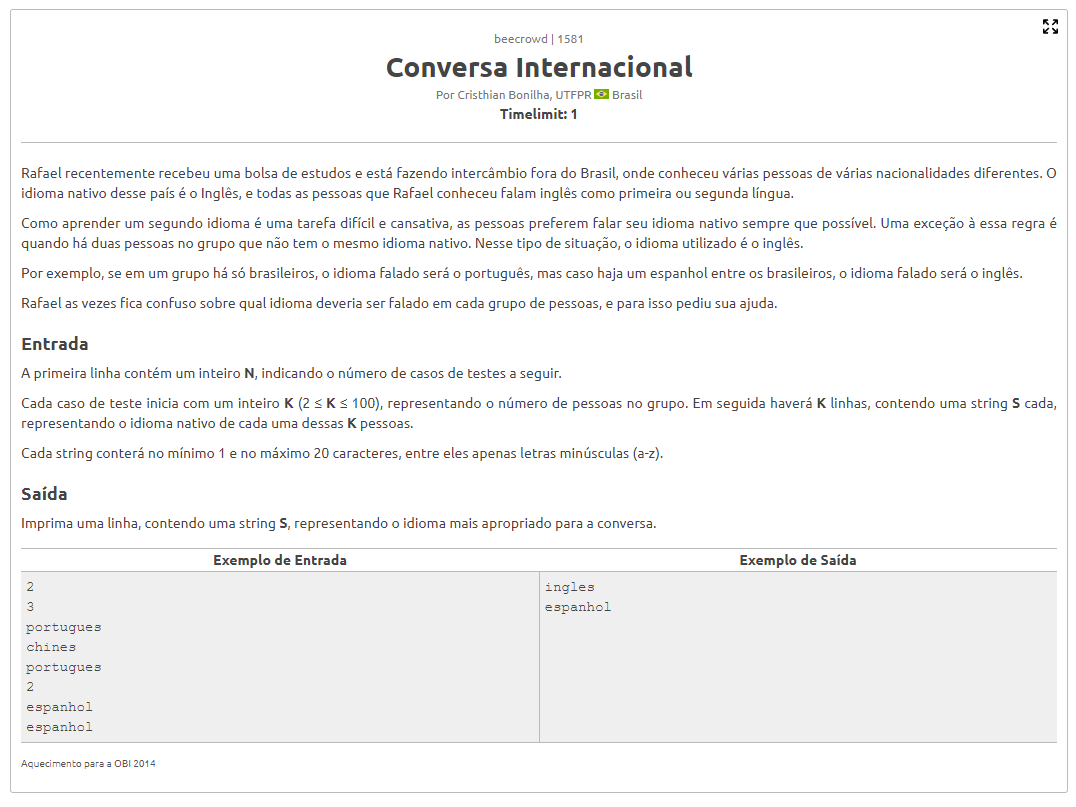 beecrowd | 1581
Conversa Internacional
Por Cristhian Bonilha, UTFPR Brasil
Timelimit: 1
Rafael recentemente recebeu uma bolsa de estudos e está fazendo intercâmbio fora do Brasil, onde conheceu várias pessoas de várias nacionalidades diferentes. O
idioma nativo desse país é o Inglês, e todas as pessoas que Rafael conheceu falam inglês como primeira ou segunda língua.
Como aprender um segundo idioma é uma tarefa difícil e cansativa, as pessoas preferem falar seu idioma nativo sempre que possível. Uma exceção à essa regra é
quando há duas pessoas no grupo que não tem o mesmo idioma nativo. Nesse tipo de situação, o idioma utilizado é o inglês.
Por exemplo, se em um grupo há só brasileiros, o idioma falado será o português, mas caso haja um espanhol entre os brasileiros, o idioma falado será o inglês.
Rafael as vezes fica confuso sobre qual idioma deveria ser falado em cada grupo de pessoas, e para isso pediu sua ajuda.
Entrada
A primeira linha contém um inteiro N, indicando o número de casos de testes a seguir.
Cada caso de teste inicia com um inteiro K (2 ≤ K ≤ 100), representando o número de pessoas no grupo. Em seguida haverá K linhas, contendo uma string S cada,
representando o idioma nativo de cada uma dessas K pessoas.
Cada string conterá no mínimo 1 e no máximo 20 caracteres, entre eles apenas letras minúsculas (a-z).
Saída
Imprima uma linha, contendo uma string S, representando o idioma mais apropriado para a conversa.
Exemplo de Entrada
2
3
portugues
chines
portugues
2
espanhol
espanhol
Exemplo de Saída
ingles
espanhol
Aquecimento para a OBI 2014